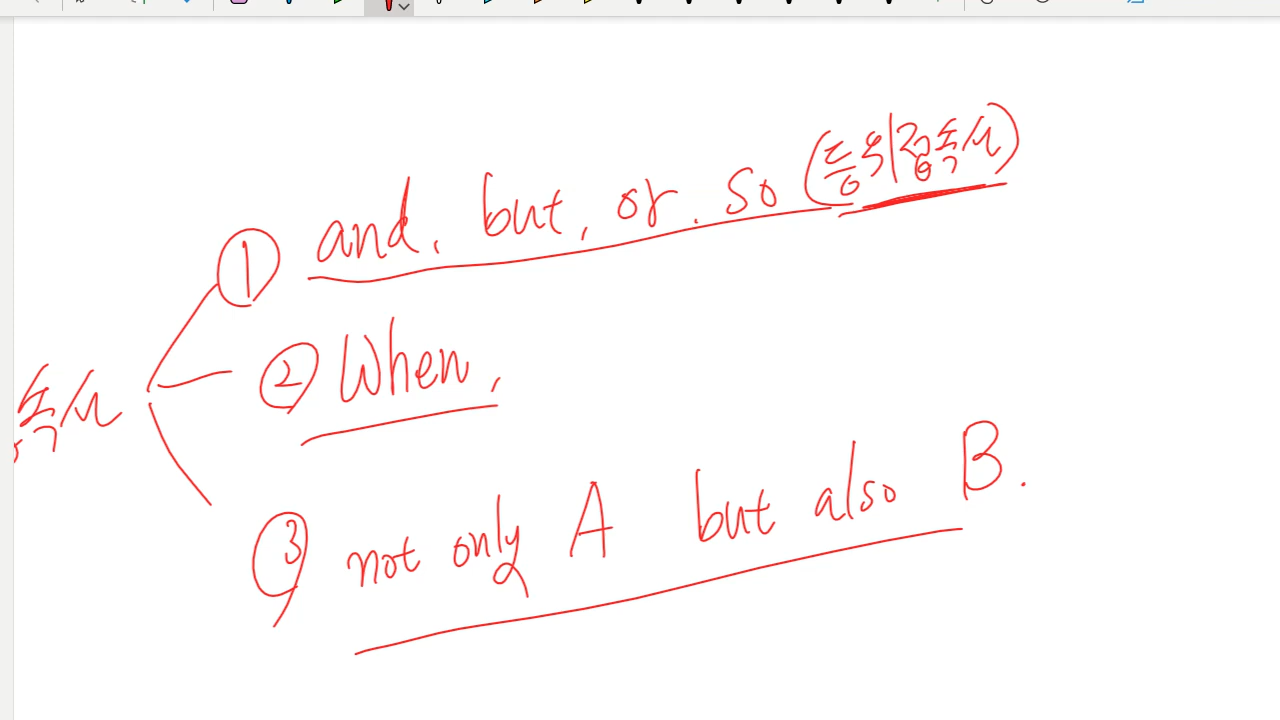 ① and, but, or. so (등위접속사)
② When,
속사
③ not only A but also B.